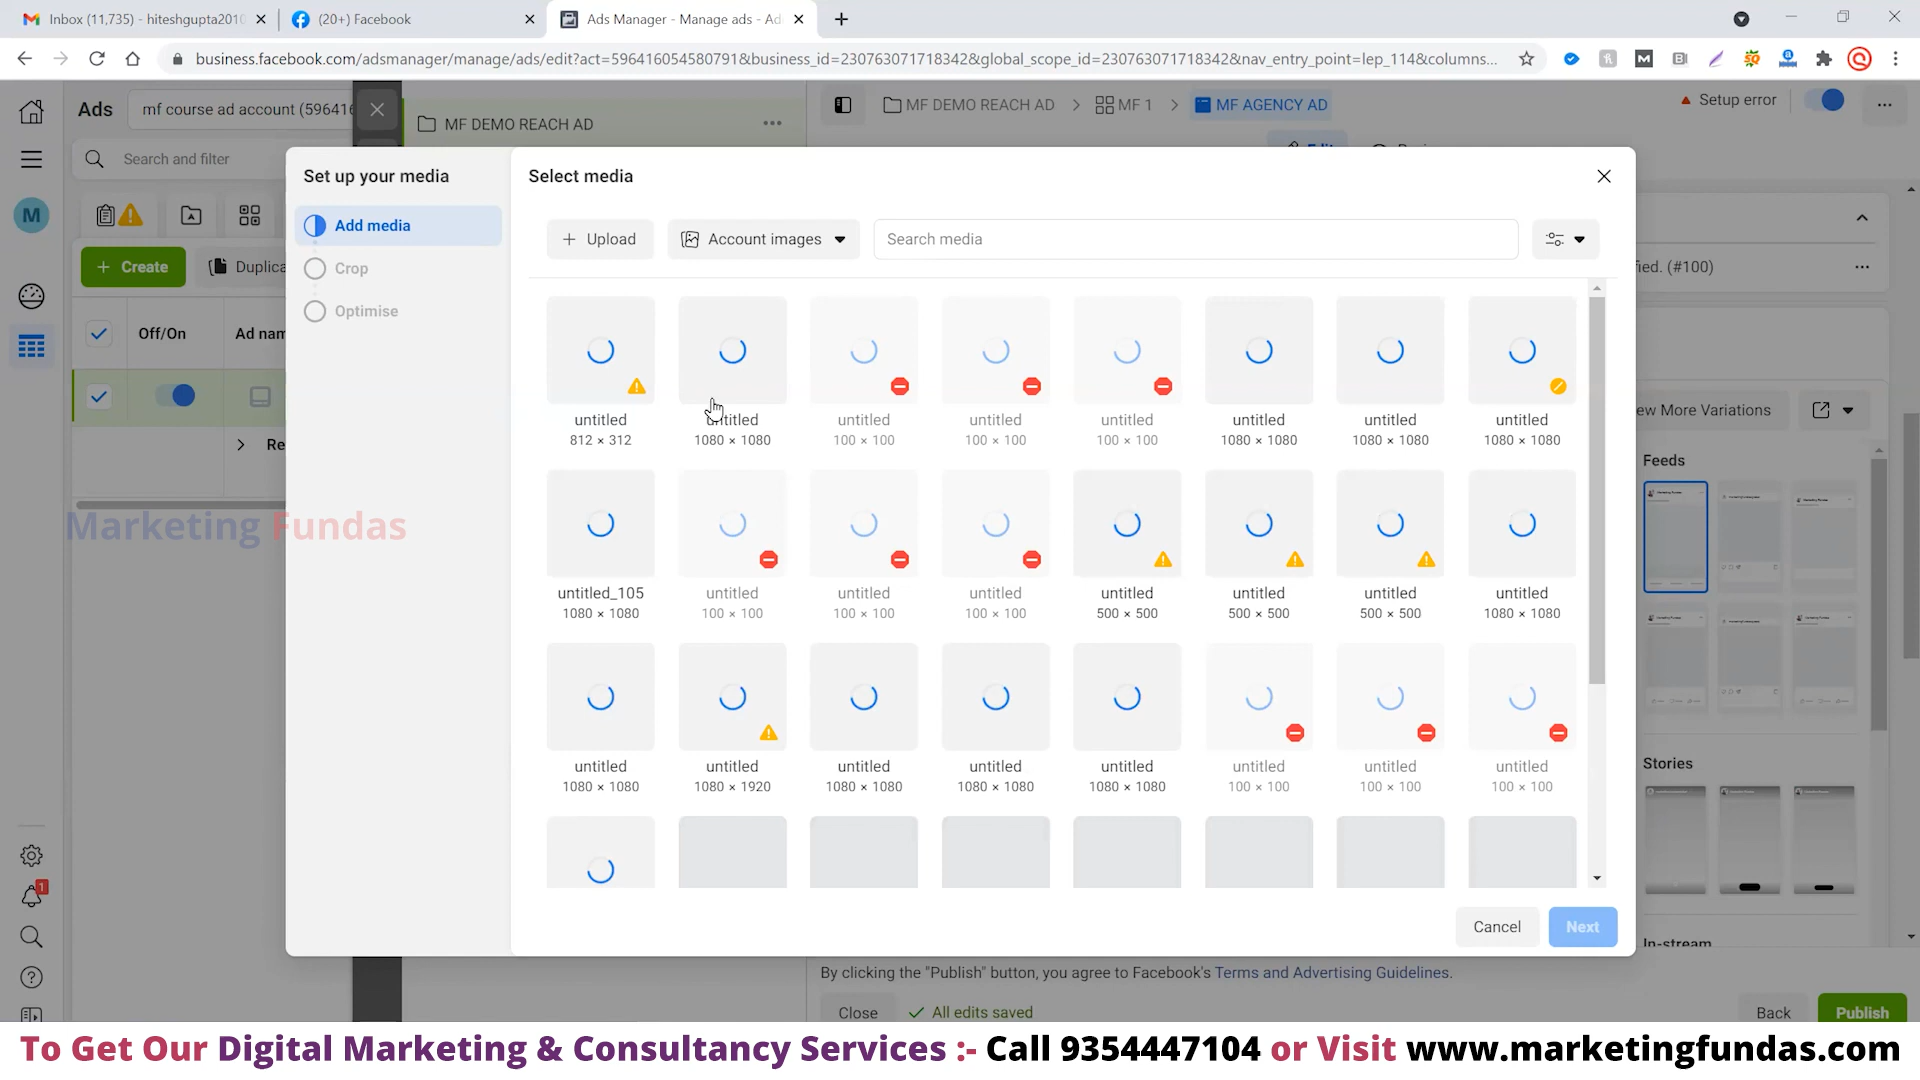 Inbox (11,735) - hiteshgupta2010
(20+) Facebook
Ads Manager - Manage ads - Ad
business.facebook.com/adsmanager/manage/ads/edit?act=596416054580791&business_id=230763071718342&global_scope_id=230763071718342&nav_entry_point=lep_114&columns...
Ads
mf course ad account (59641
MF DEMO REACH AD
MF DEMO REACH AD
MF 1
MF AGENCY AD
Setup error
Search and filter
Edit
Set up your media
Select media
Add media
Crop
Optimise
Upload
Account images
Search media
M
Create
Duplica
fied. (#100)
Off/On
Ad nam
Re
ew More Variations
Feeds
Stories
In-stream
untitled
812 × 312
untitled
1080 × 1080
untitled
100 × 100
untitled
100 × 100
untitled
100 × 100
untitled
1080 × 1080
untitled
1080 × 1080
untitled
1080 × 1080
untitled_105
1080 × 1080
untitled
100 × 100
untitled
100 × 100
untitled
100 × 100
untitled
500 × 500
untitled
500 × 500
untitled
500 × 500
untitled
1080 × 1080
untitled
1080 × 1080
untitled
1080 × 1920
untitled
1080 × 1080
untitled
1080 × 1080
untitled
1080 × 1080
untitled
100 × 100
untitled
100 × 100
untitled
100 × 100
Marketing Fundas
1
Cancel
Next
By clicking the "Publish" button, you agree to Facebook's Terms and Advertising Guidelines.
Close
All edits saved
Back
Publish
To Get Our Digital Marketing & Consultancy Services :- Call 9354447104 or Visit www.marketingfundas.com